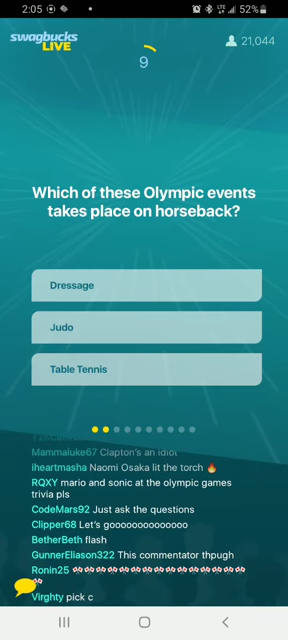 2:05
LTE
52%
swagbucks
LIVE
9
21,044
Which of these Olympic events
takes place on horseback?
Dressage
Judo
Table Tennis
Mammaluke67 Clapton's an idiot
iheartmasha Naomi Osaka lit the torch 🔥
RQXY mario and sonic at the olympic games
trivia pls
CodeMars92 Just ask the questions
Clipper68 Let's gooooooooooooooo
BetherBeth flash
GunnerEliason322 This commentator thpugh
Ronin25
Virghty pick c